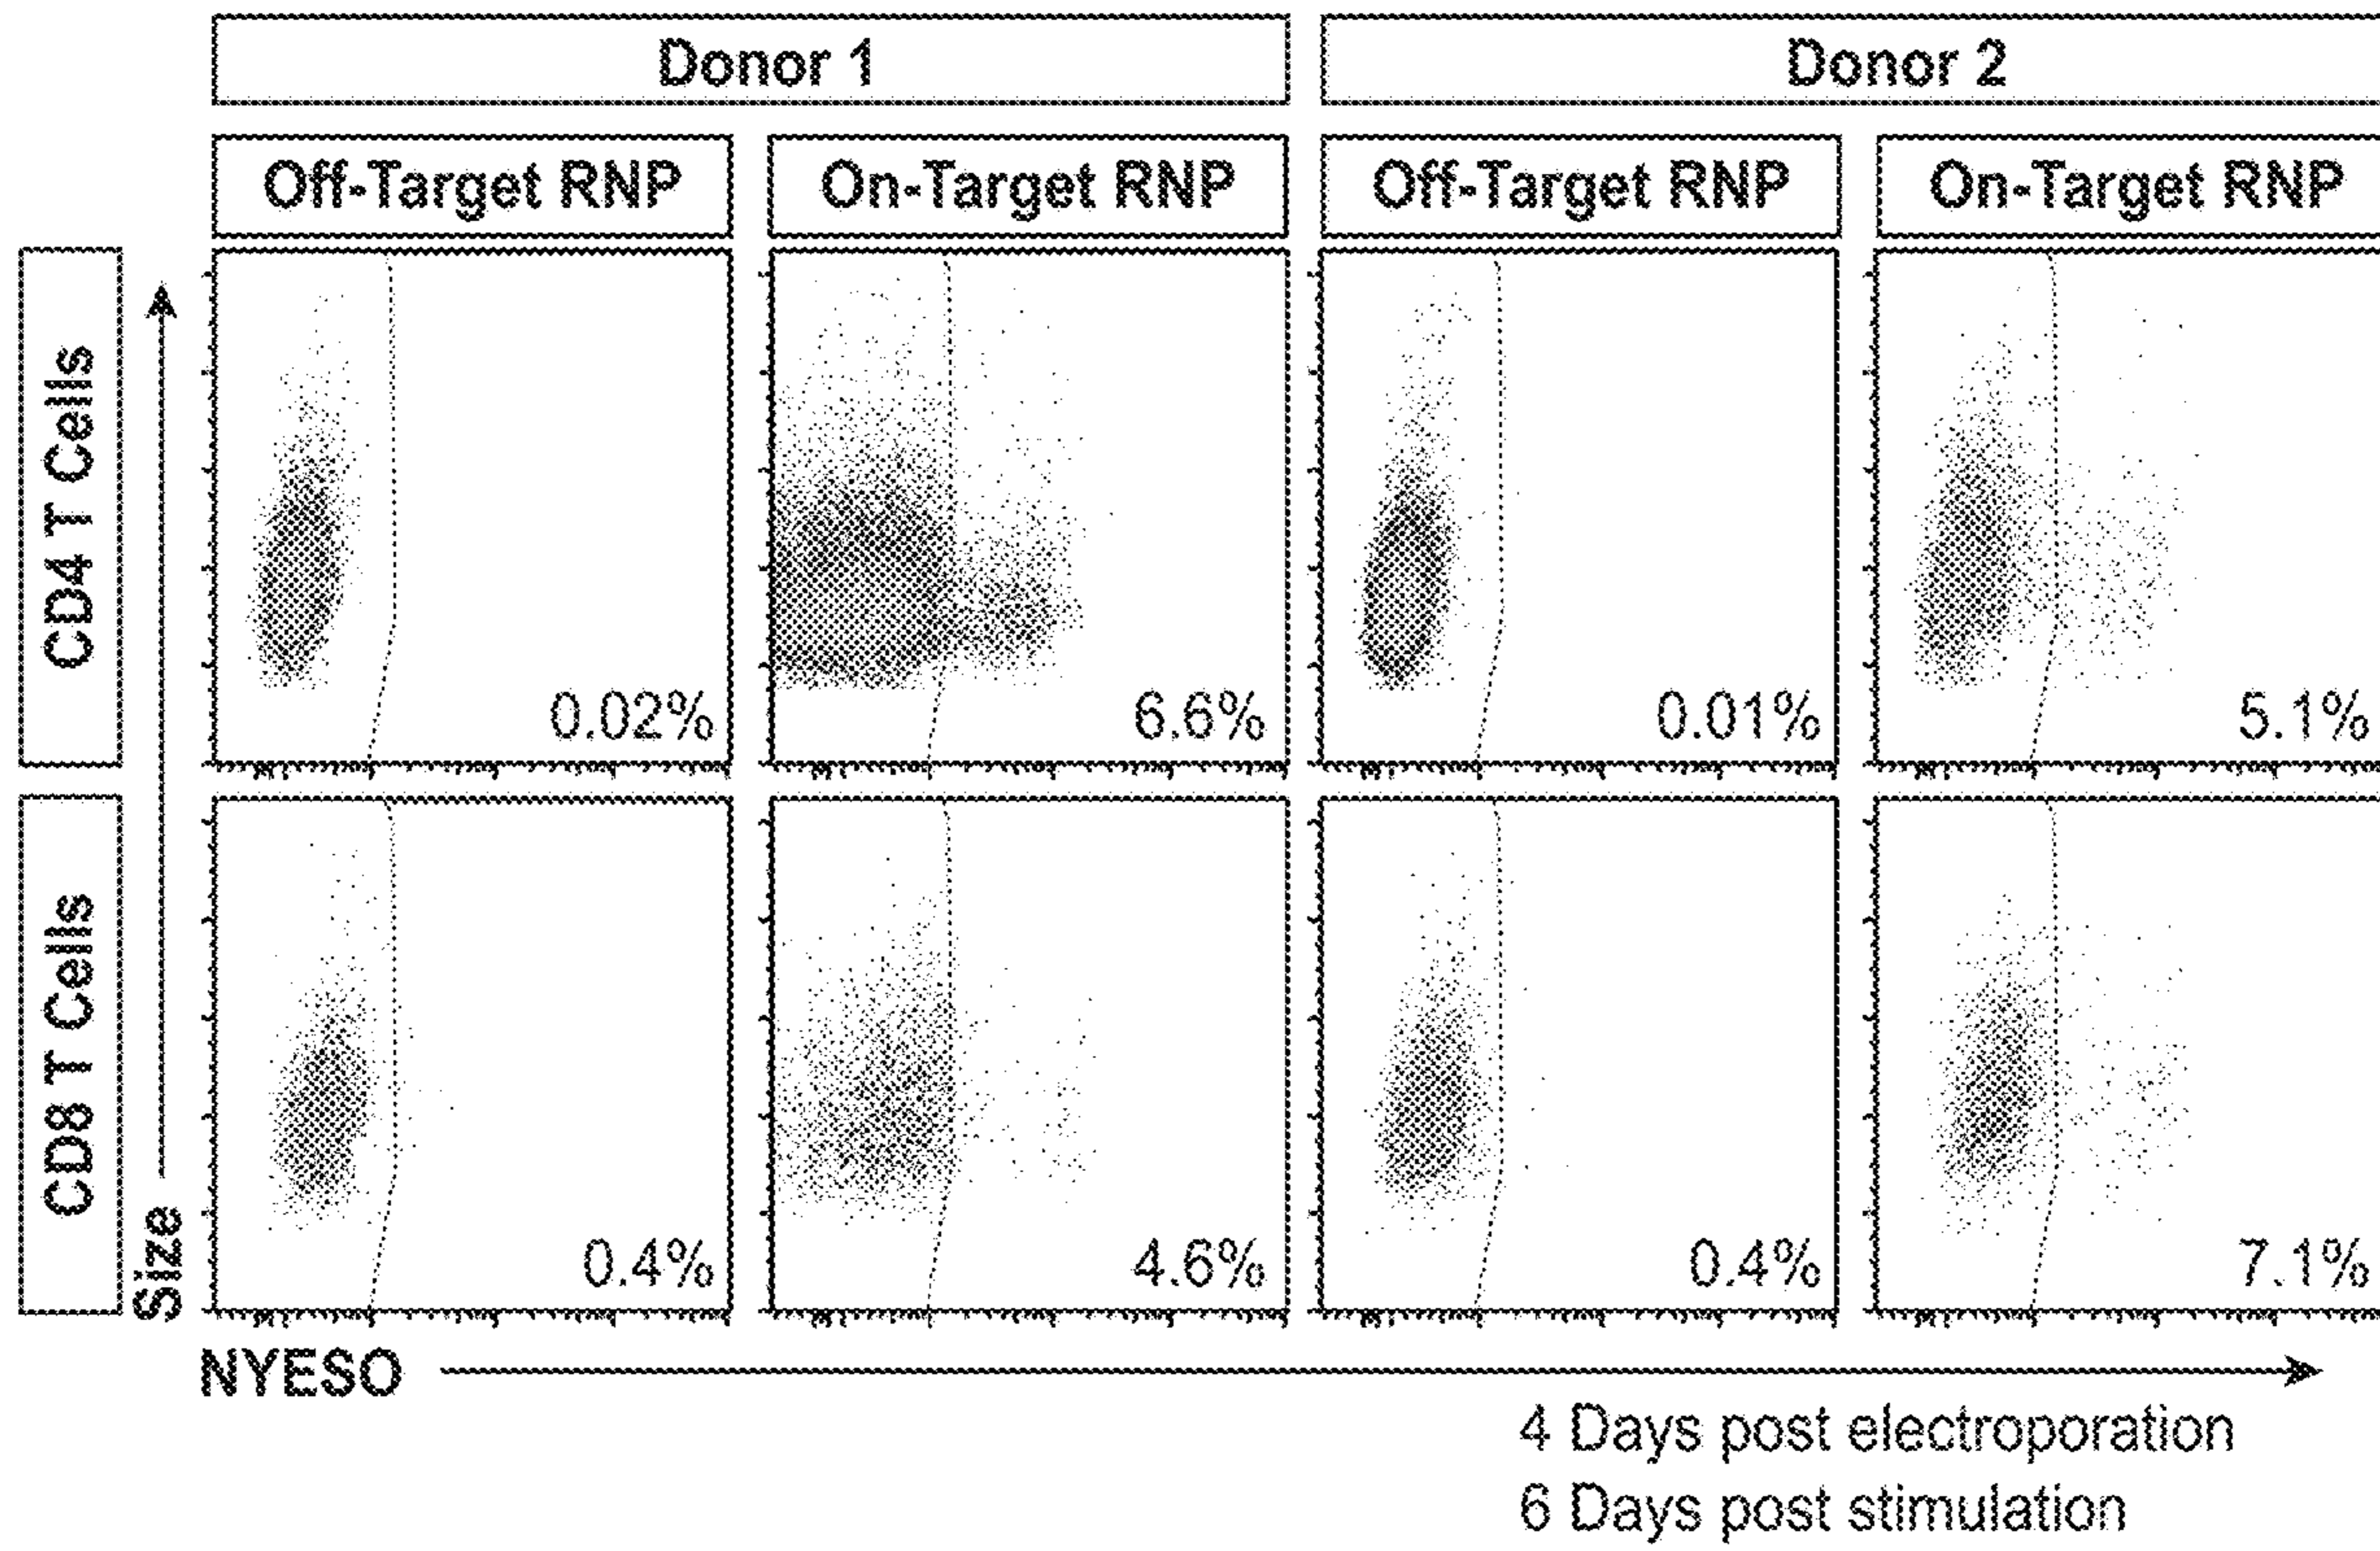 Donor 1
Donor 2
Off-Target RNP
On-Target RNP
Off-Target RNP
On-Target RNP
CD4 T Cells
0.02%
6.6%
0.01%
5.1%
CD8 T Cells
Size
0.4%
4.6%
0.4%
7.1%
NYESO
4 Days post electroporation
6 Days post stimulation